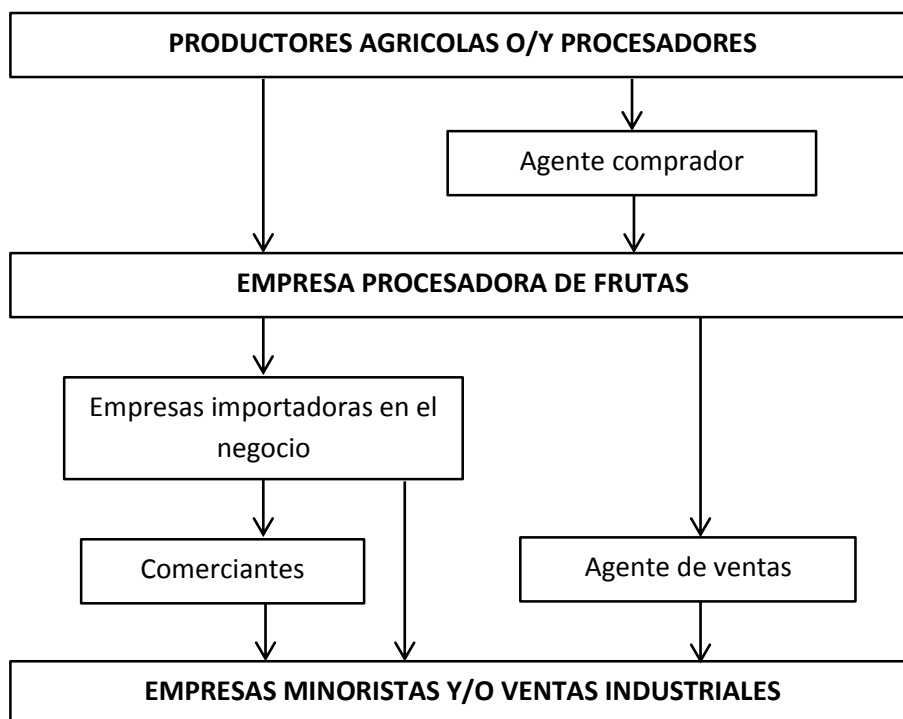 PRODUCTORES AGRICOLAS O/Y PROCESADORES
Agente comprador
EMPRESA PROCESADORA DE FRUTAS
Empresas importadoras en el
negocio
Comerciantes
Agente de ventas
EMPRESAS MINORISTAS Y/O VENTAS INDUSTRIALES